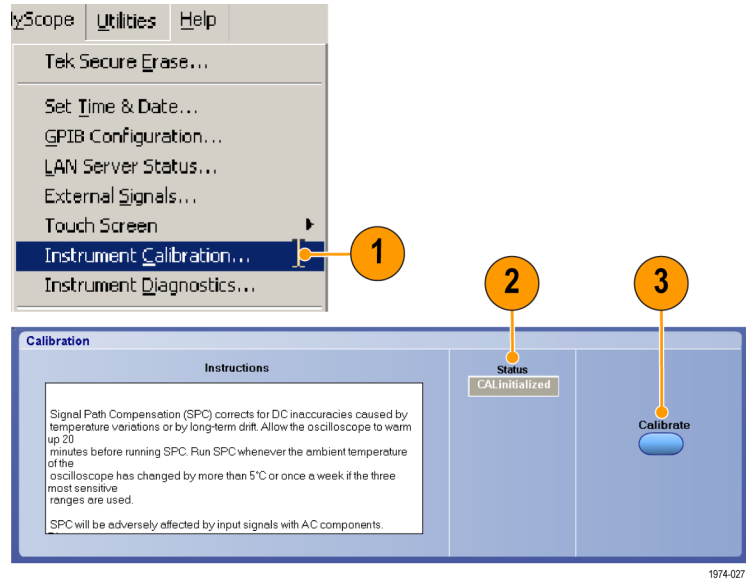 yScope Utilities Help
Tek Secure Erase...
Set Time & Date...
GPIB Configuration...
LAN Server Status...
External Signals...
Touch Screen
Instrument Calibration...
1
Instrument Diagnostics...
2
3
Calibration
Instructions
Status
CALinitialized
Calibrate
Signal Path Compensation (SPC) corrects for DC inaccuracies caused by
temperature variations or by long-term drift. Allow the oscilloscope to warm
up 20
minutes before running SPC. Run SPC whenever the ambient temperature
of the
oscilloscope has changed by more than 5°C or once a week if the three
most sensitive
ranges are used.
SPC will be adversely affected by input signals with AC components.
1974-027